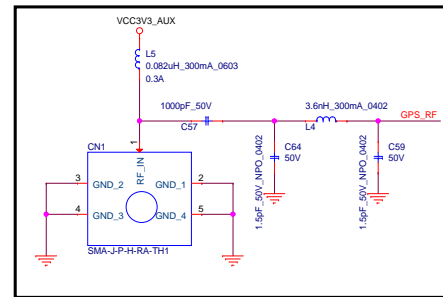 VCC3V3_AUX
L5
0.082uH_300mA_0603
0.3A
1000pF_50V
C57
3.6nH_300mA_0402
L4
GPS_RF
C64
50V
1.5pF_50V_NPO_0402
C59
50V
1.5pF_50V_NPO_0402
CN1
1
RF_IN
3
GND_2
GND_1
2
4
GND_3
GND_4
5
SMA-J-P-H-RA-TH1